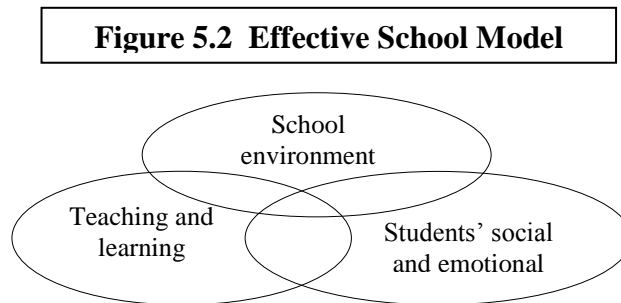 Figure 5.2  Effective School Model
School
environment
Teaching and
learning
Students’ social
and emotional